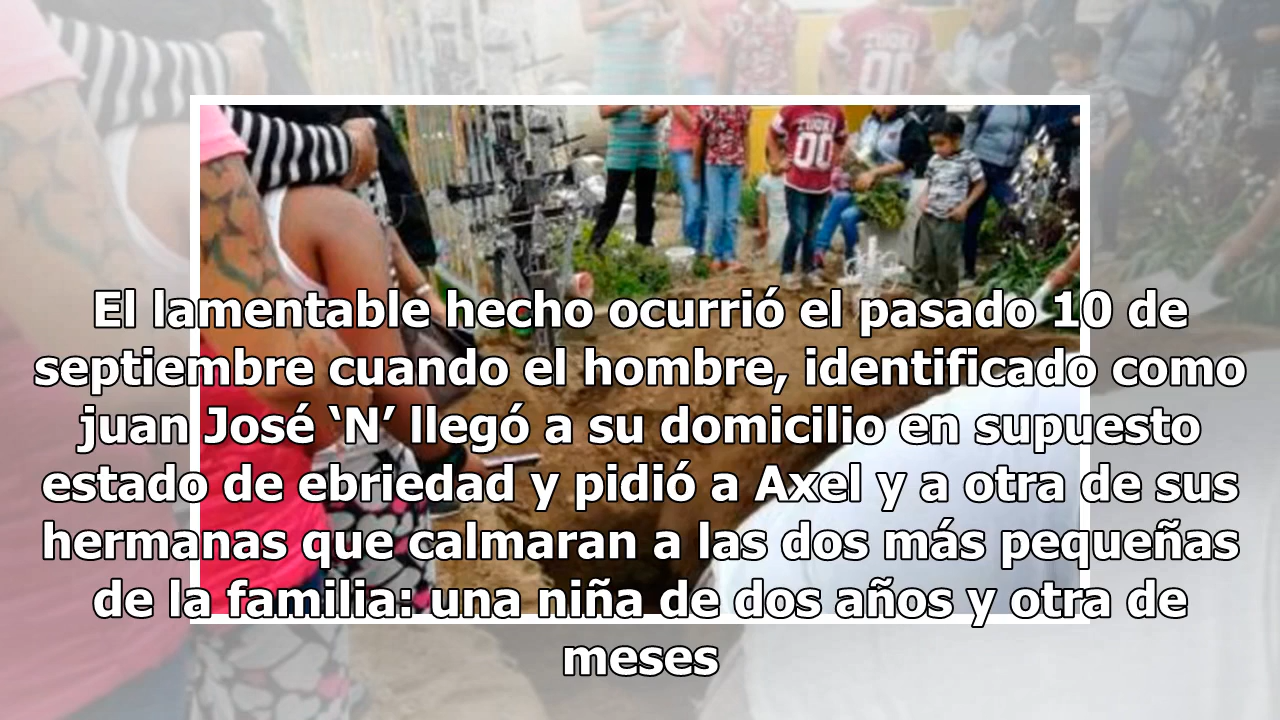 00
00
El lamentable hecho ocurrió el pasado 10 de
septiembre cuando el hombre, identificado como
juan José ‘N’ llegó a su domicilio en supuesto
estado de ebriedad y pidió a Axel y a otra de sus
hermanas que calmaran a las dos más pequeñas
de la familia: una niña de dos años y otra de
meses